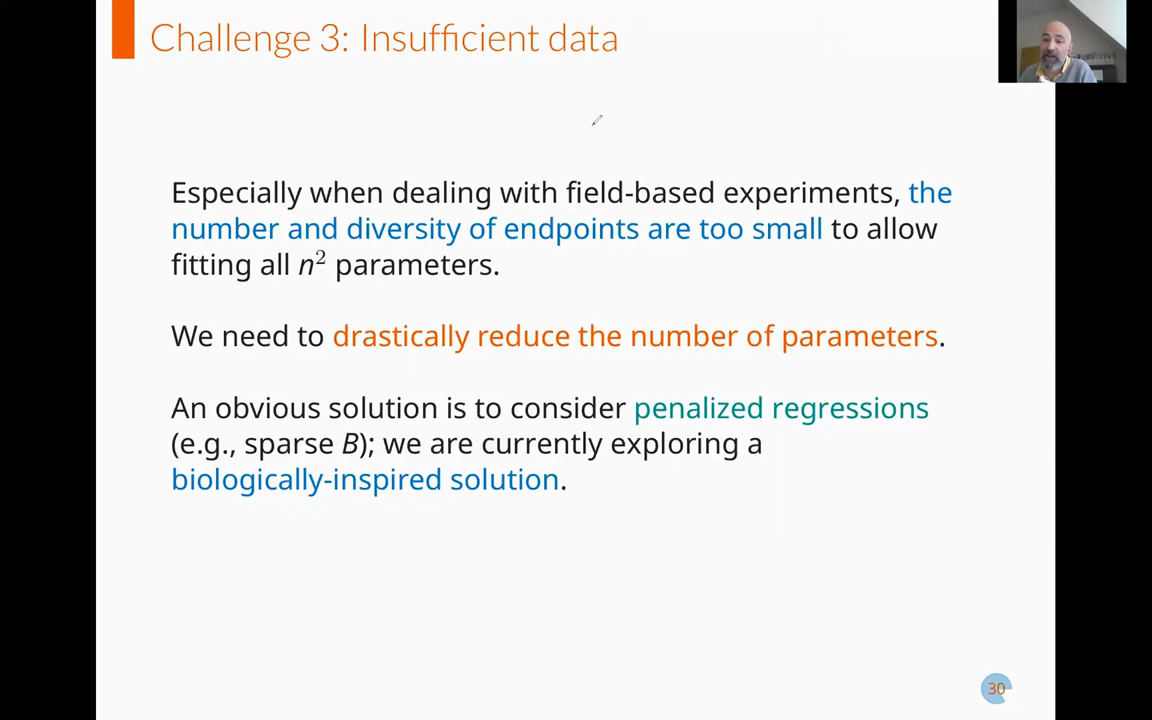 Challenge 3: Insufficient data
Especially when dealing with field-based experiments, the
number and diversity of endpoints are too small to allow
fitting all n² parameters.
We need to drastically reduce the number of parameters.
An obvious solution is to consider penalized regressions
(e.g., sparse B); we are currently exploring a
biologically-inspired solution.
30